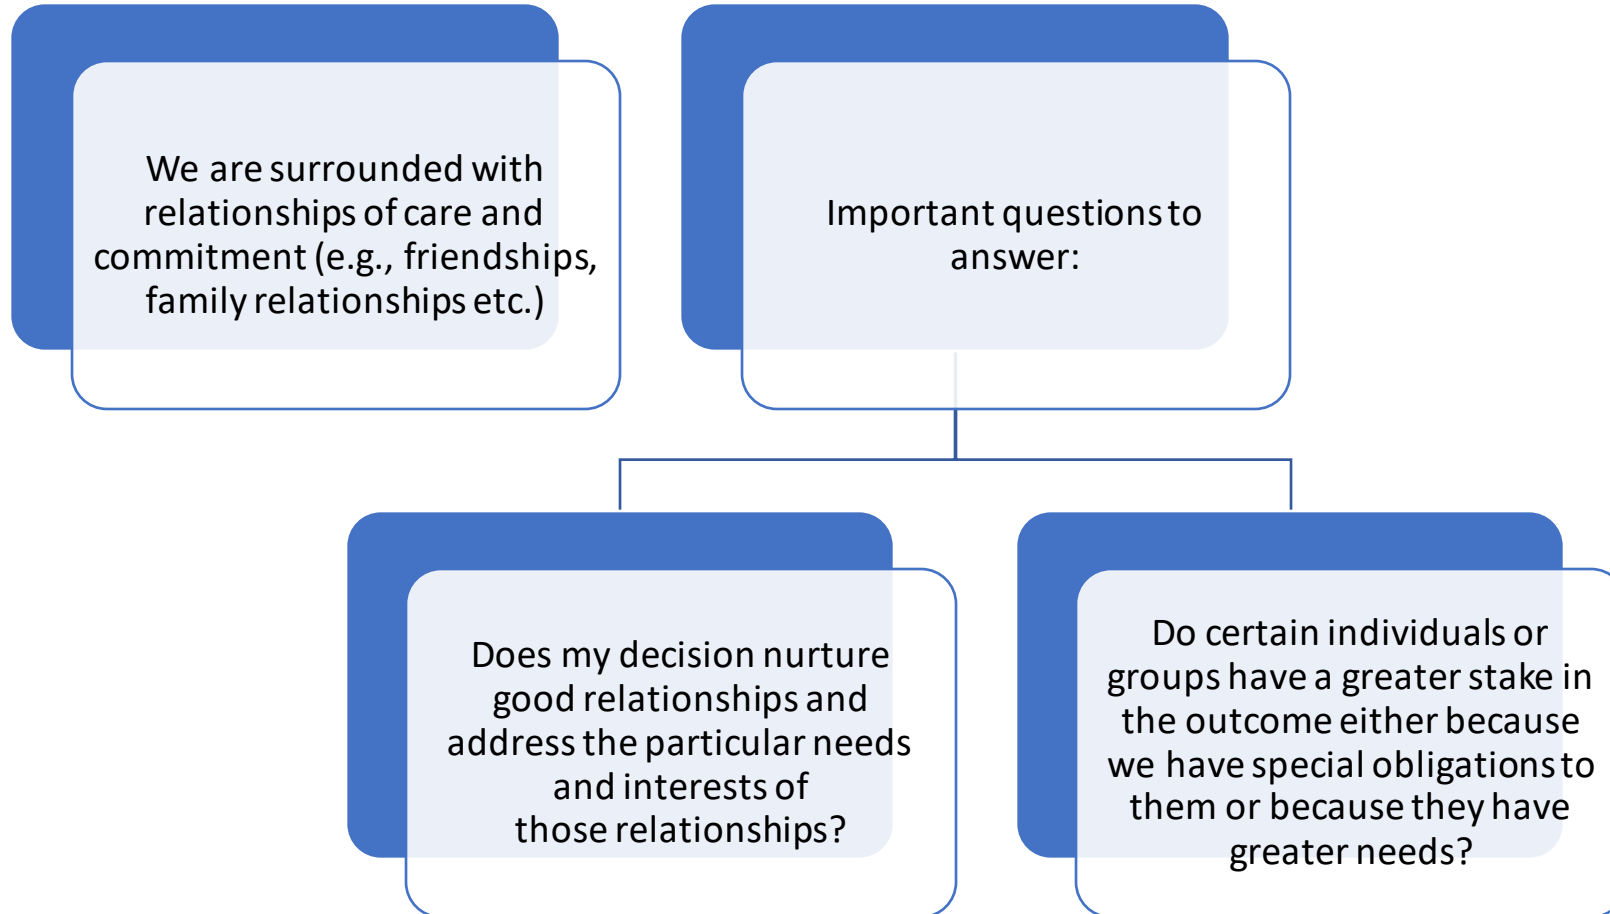 We are surrounded with
relationships of care and
commitment (e.g., friendships,
family relationships etc.)
Important questions to
answer:
Does my decision nurture
good relationships and
address the particular needs
and interests of
those relationships?
Do certain individuals or
groups have a greater stake in
the outcome either because
we have special obligations to
them or because they have
greater needs?